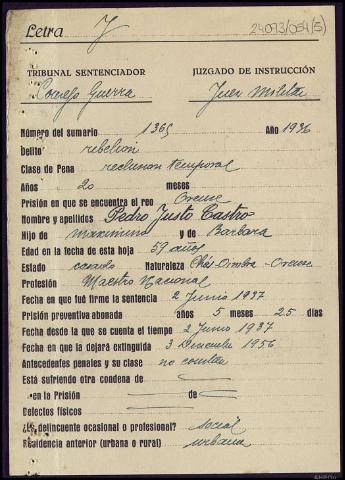 Letra J
24073/054(5)
TRIBUNAL SENTENCIADOR JUZGADO DE INSTRUCCIÓN
Consejo Guerra Juez Militar
Número del sumario 1365 Año 1936
Delito rebelion
Clase de Pena reclusion temporal
Años 20 meses
Prisión en que se encuentra el reo Orense
Nombre y apellidos Pedro Justo Castro
Hijo de Maximino y de Barbara
Edad en la fecha de esta hoja 59 años
Estado casado Naturaleza Chás-Oimbra-Orense
Profesión Maestro Nacional
Fecha en que fué firme la sentencia 2 Junio 1937
Prisión preventiva abonada años 5 meses 25 días
Fecha desde la que se cuenta el tiempo 2 Junio 1937
Fecha en que la dejará extinguida 3 Diciembre 1956
Antecedentes penales y su clase no constan
Está sufriendo otra condena de
en la Prisión de
Defectos físicos
¿Es delincuente ocasional o profesional? social
Residencia anterior (urbana o rural) urbana